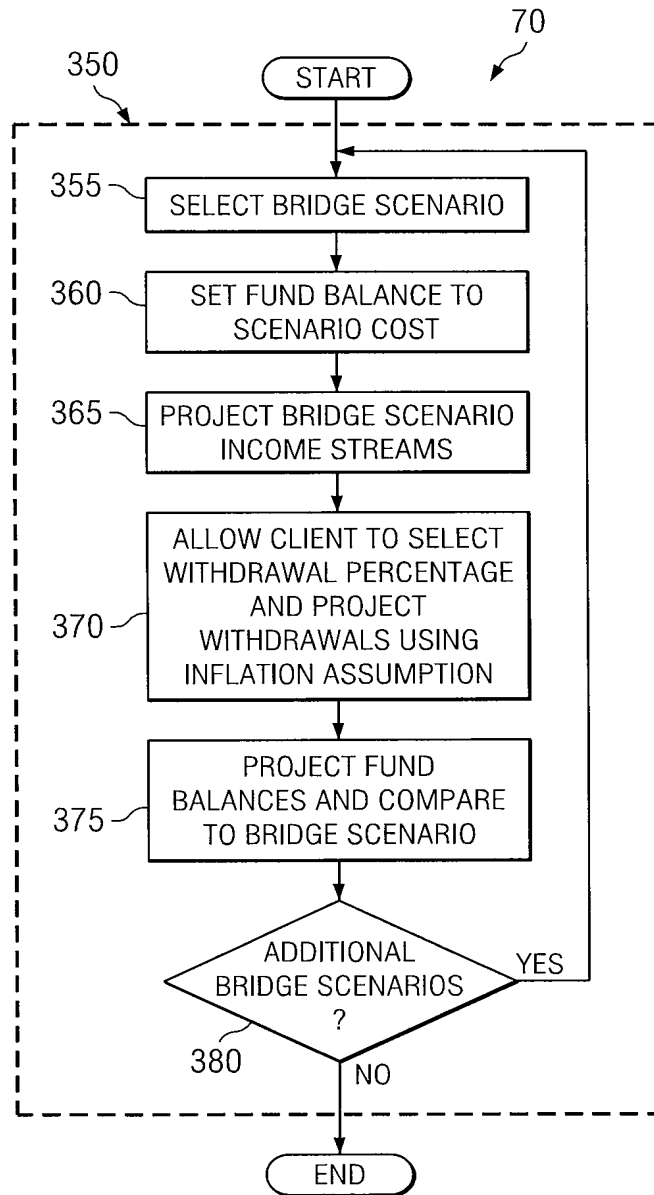 70
350
START
355
SELECT BRIDGE SCENARIO
360
SET FUND BALANCE TO
SCENARIO COST
365
PROJECT BRIDGE SCENARIO
INCOME STREAMS
370
ALLOW CLIENT TO SELECT
WITHDRAWAL PERCENTAGE
AND PROJECT
WITHDRAWALS USING
INFLATION ASSUMPTION
375
PROJECT FUND
BALANCES AND COMPARE
TO BRIDGE SCENARIO
ADDITIONAL
BRIDGE SCENARIOS
?
YES
380
NO
END